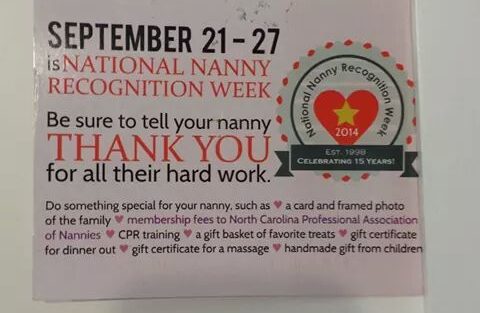 SEPTEMBER 21 – 27
is NATIONAL NANNY
RECOGNITION WEEK
Be sure to tell your nanny
THANK YOU
for all their hard work.
National Nanny Recognition Week
2014
EST. 1998
CELEBRATING 15 YEARS!
Do something special for your nanny, such as ♥ a card and framed photo
of the family ♥ membership fees to North Carolina Professional Association
of Nannies ♥ CPR training ♥ a gift basket of favorite treats ♥ gift certificate
for dinner out ♥ gift certificate for a massage ♥ handmade gift from children